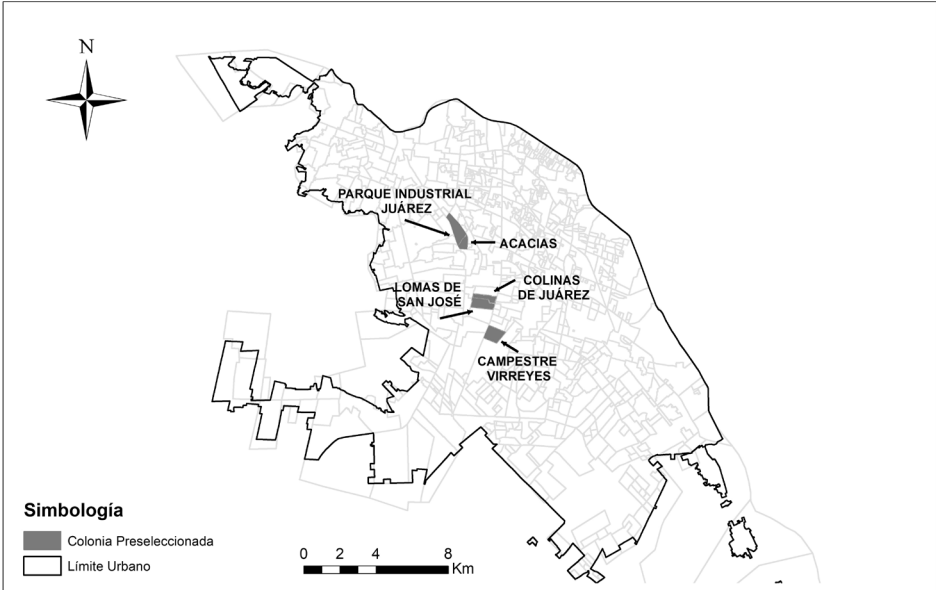 N
PARQUE INDUSTRIAL
JUÁREZ
ACACIAS
COLINAS
DE JUÁREZ
LOMAS DE
SAN JOSÉ
CAMPESTRE
VIRREYES
Simbología
Colonia Preseleccionada
Límite Urbano
0 2 4 8
Km